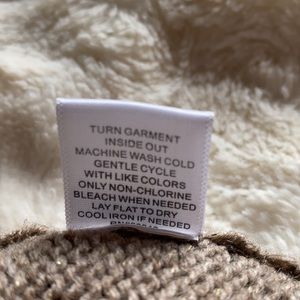 TURN GARMENT
INSIDE OUT
MACHINE WASH COLD
GENTLE CYCLE
WITH LIKE COLORS
ONLY NON-CHLORINE
BLEACH WHEN NEEDED
LAY FLAT TO DRY
COOL IRON IF NEEDED